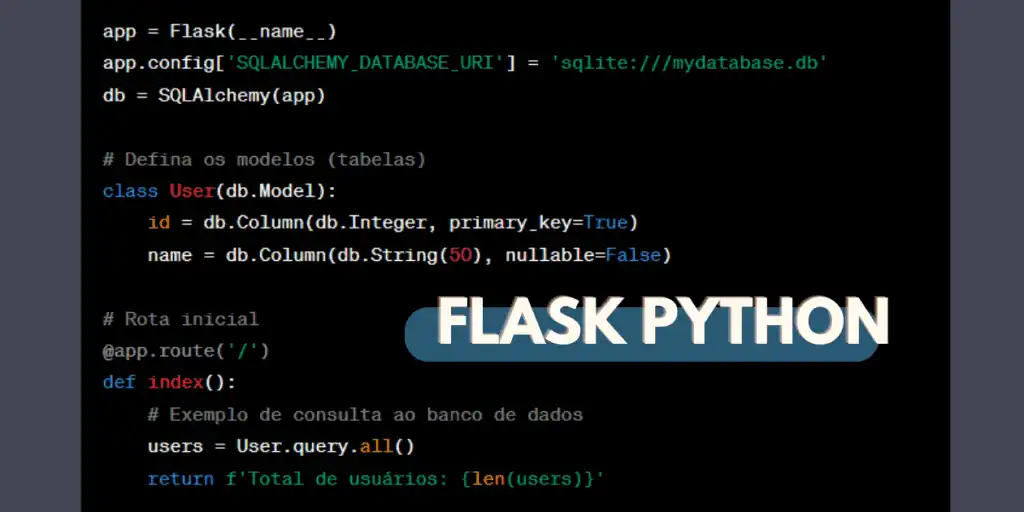 app = Flask(__name__)
app.config['SQLALCHEMY_DATABASE_URI'] = 'sqlite:///mydatabase.db'
db = SQLAlchemy(app)
# Defina os modelos (tabelas)
class User(db.Model):
    id = db.Column(db.Integer, primary_key=True)
    name = db.Column(db.String(50), nullable=False)
# Rota inicial
FLASK PYTHON
@app.route('/')
def index():
    # Exemplo de consulta ao banco de dados
    users = User.query.all()
    return f'Total de usuários: {len(users)}'